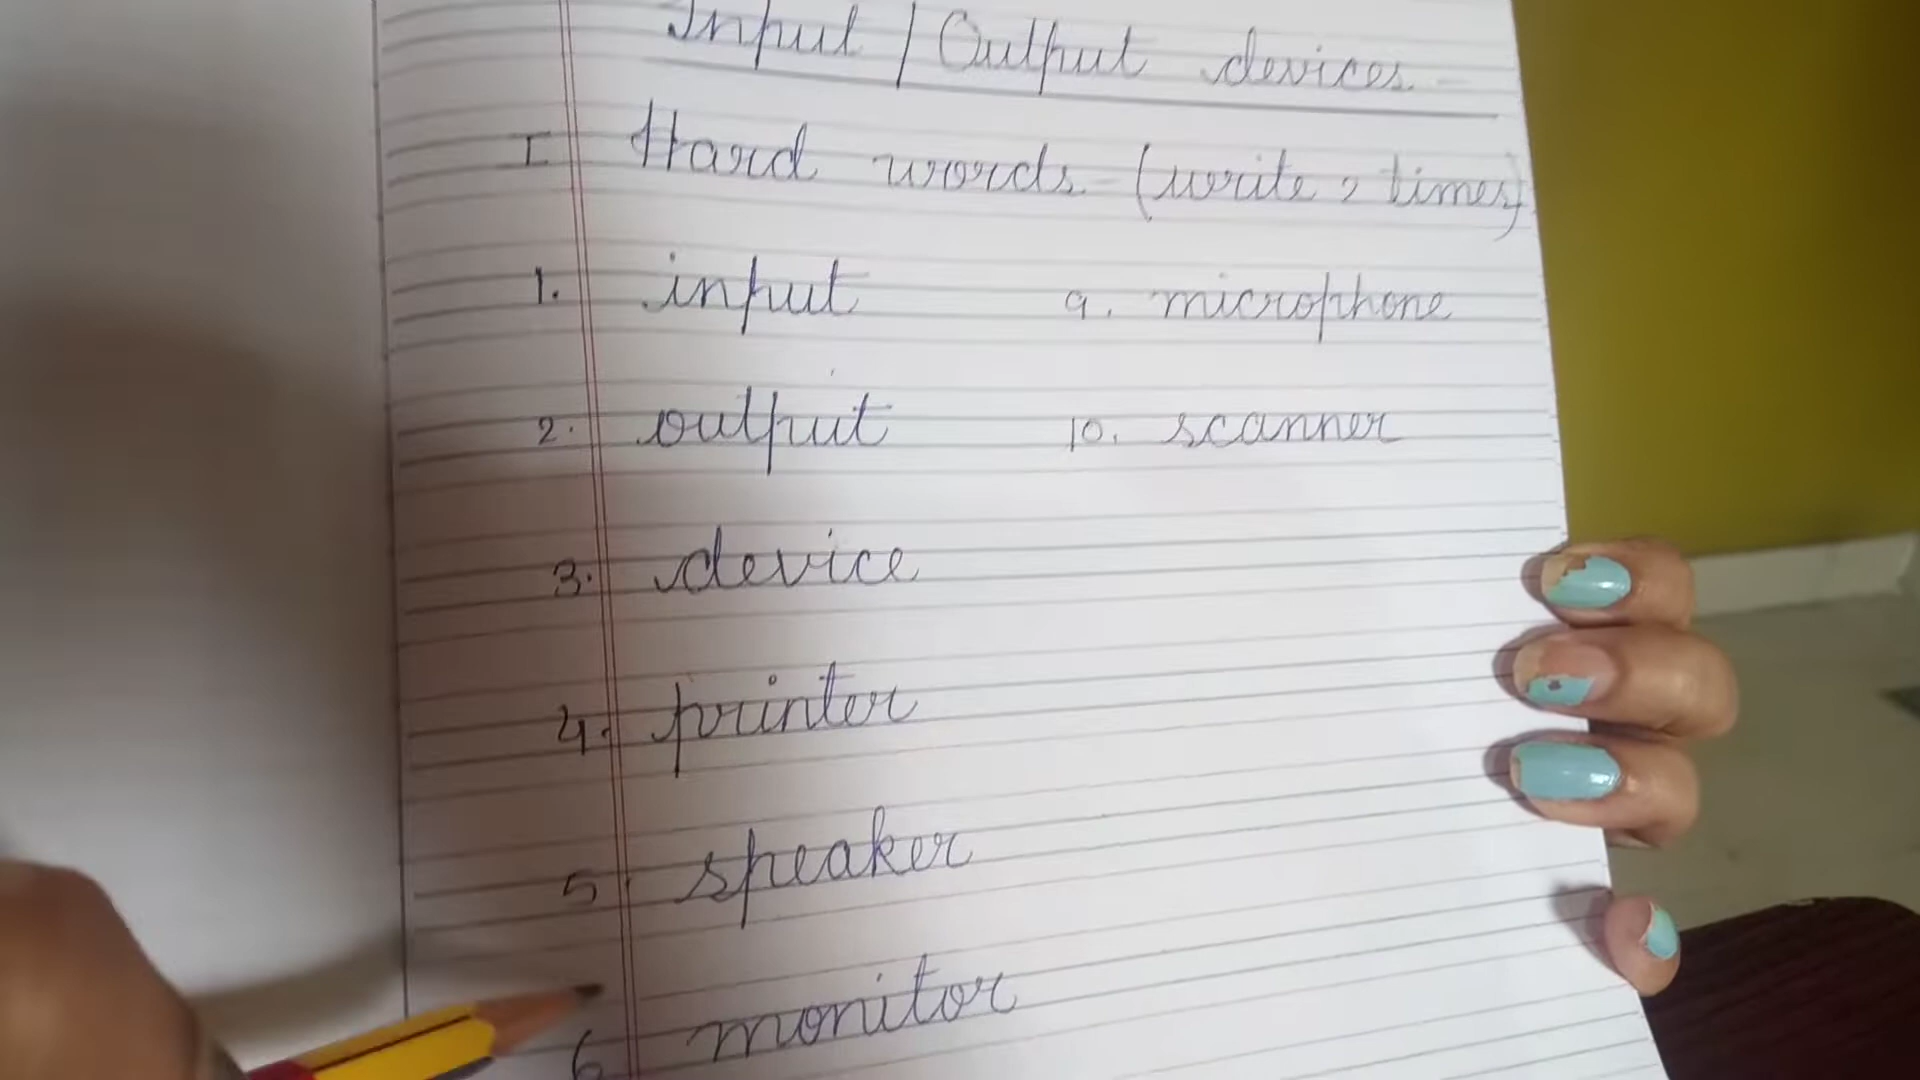 Input / Output devices
I Hard words (write 2 times)
1. input
2. output
3. device
4. printer
5. speaker
6 monitor
9. microphone
10. scanner